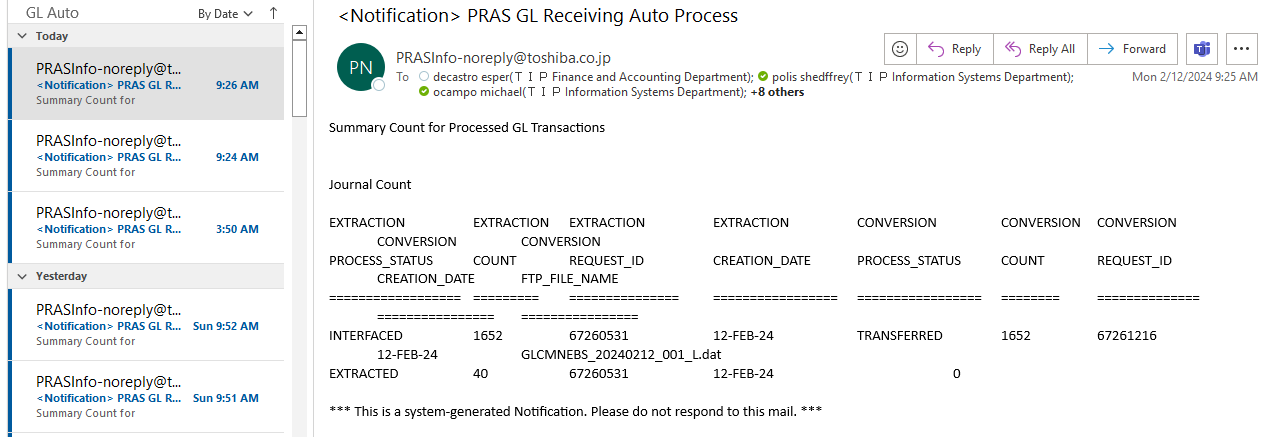 GL Auto
By Date ↑
Today
PRASInfo-noreply@t...
<Notification> PRAS GL R... 9:26 AM
Summary Count for
PRASInfo-noreply@t...
<Notification> PRAS GL R... 9:24 AM
Summary Count for
PRASInfo-noreply@t...
<Notification> PRAS GL R... 3:50 AM
Summary Count for
Yesterday
PRASInfo-noreply@t...
<Notification> PRAS GL R... Sun 9:52 AM
Summary Count for
PRASInfo-noreply@t...
<Notification> PRAS GL R... Sun 9:51 AM
Summary Count for
<Notification> PRAS GL Receiving Auto Process
PN
PRASInfo-noreply@toshiba.co.jp
Reply Reply All Forward ...
To decastro esper(ＴＩＰ Finance and Accounting Department); polis shedffrey(ＴＩＰ Information Systems Department);
ocampo michael(ＴＩＰ Information Systems Department); +8 others
Mon 2/12/2024 9:25 AM
Summary Count for Processed GL Transactions
Journal Count
EXTRACTION EXTRACTION EXTRACTION EXTRACTION CONVERSION CONVERSION CONVERSION
CONVERSION CONVERSION
PROCESS_STATUS COUNT REQUEST_ID CREATION_DATE PROCESS_STATUS COUNT REQUEST_ID
CREATION_DATE FTP_FILE_NAME
================== ========= =============== ================= ================= ======== ==============
================ ================
INTERFACED 1652 67260531 12-FEB-24 TRANSFERRED 1652 67261216
12-FEB-24 GLCMNEBS_20240212_001_L.dat
EXTRACTED 40 67260531 12-FEB-24 0
*** This is a system-generated Notification. Please do not respond to this mail. ***